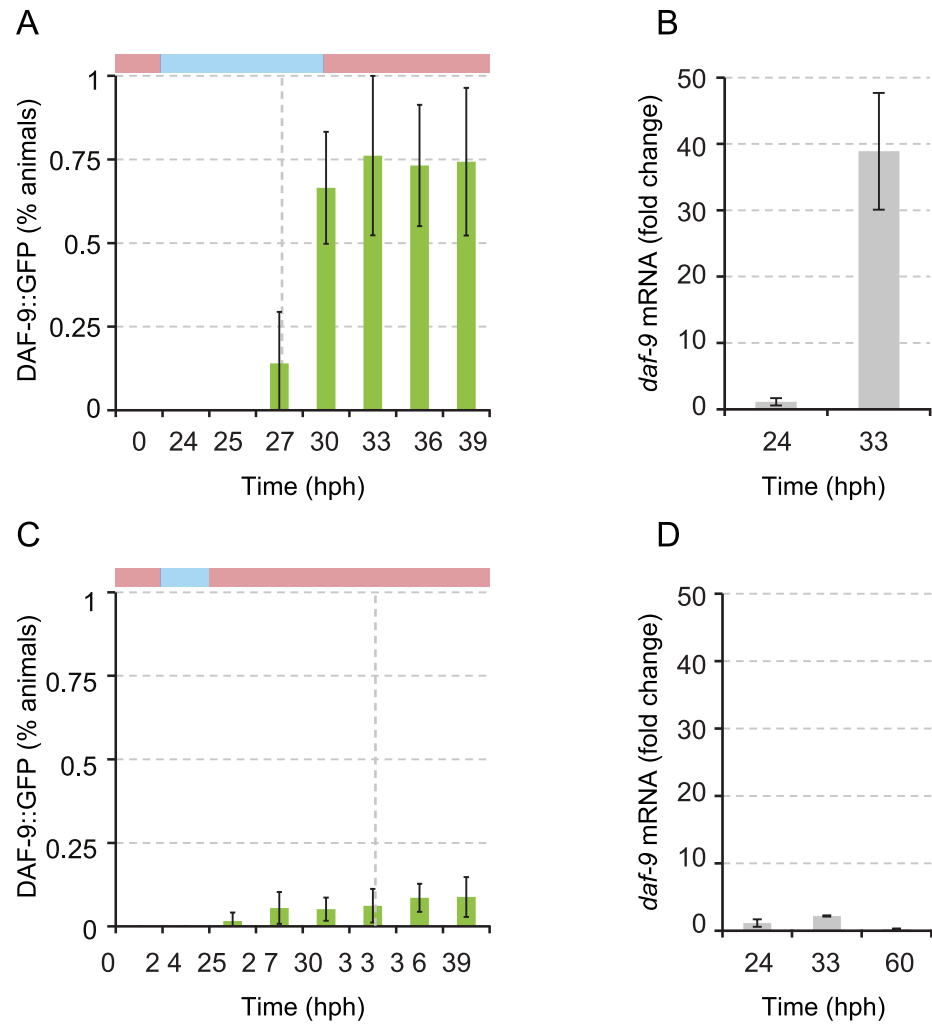 A
DAF-9::GFP (% animals)
1
0.75
0.5
0.25
0
0 24 25 27 30 33 36 39
Time (hph)
B
daf-9 mRNA (fold change)
50
40
30
20
10
0
24 33
Time (hph)
C
DAF-9::GFP (% animals)
1
0.75
0.5
0.25
0
0 2 4 25 2 7 30 3 3 3 6 39
Time (hph)
D
daf-9 mRNA (fold change)
50
40
30
20
10
0
24 33 60
Time (hph)